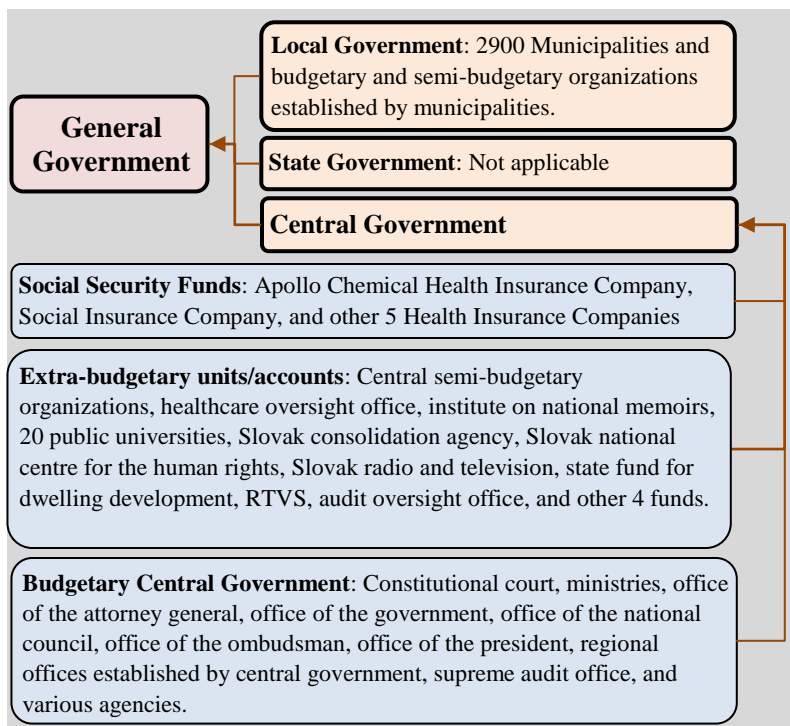 Local Government: 2900 Municipalities and
budgetary and semi-budgetary organizations
established by municipalities.
General
Government
State Government: Not applicable
Central Government
Social Security Funds: Apollo Chemical Health Insurance Company,
Social Insurance Company, and other 5 Health Insurance Companies
Extra-budgetary units/accounts: Central semi-budgetary
organizations, healthcare oversight office, institute on national memoirs,
20 public universities, Slovak consolidation agency, Slovak national
centre for the human rights, Slovak radio and television, state fund for
dwelling development, RTVS, audit oversight office, and other 4 funds.
Budgetary Central Government: Constitutional court, ministries, office
of the attorney general, office of the government, office of the national
council, office of the ombudsman, office of the president, regional
offices established by central government, supreme audit office, and
various agencies.